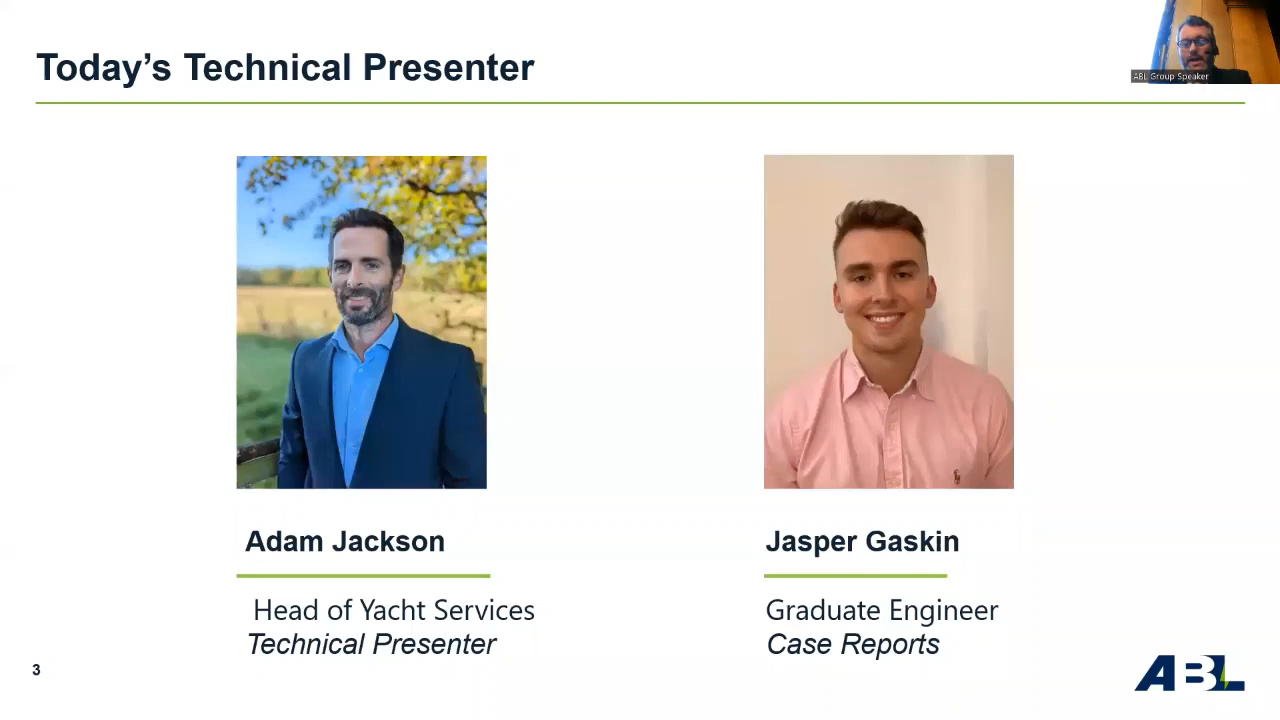 Today's Technical Presenter
ABL Group Speaker
Adam Jackson
Head of Yacht Services
Technical Presenter
Jasper Gaskin
Graduate Engineer
Case Reports
3
ABL